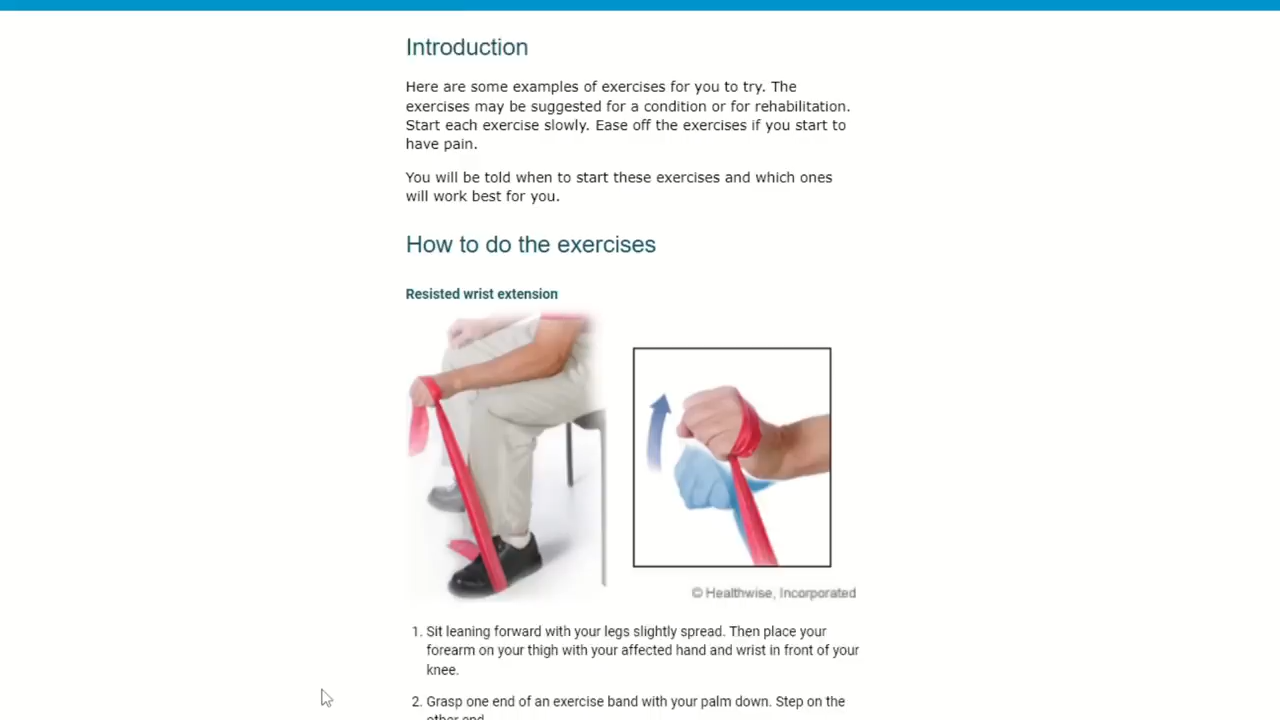 Introduction
Here are some examples of exercises for you to try. The
exercises may be suggested for a condition or for rehabilitation.
Start each exercise slowly. Ease off the exercises if you start to
have pain.
You will be told when to start these exercises and which ones
will work best for you.
How to do the exercises
Resisted wrist extension
© Healthwise, Incorporated
1. Sit leaning forward with your legs slightly spread. Then place your
forearm on your thigh with your affected hand and wrist in front of your
knee.
2. Grasp one end of an exercise band with your palm down. Step on the
other end.